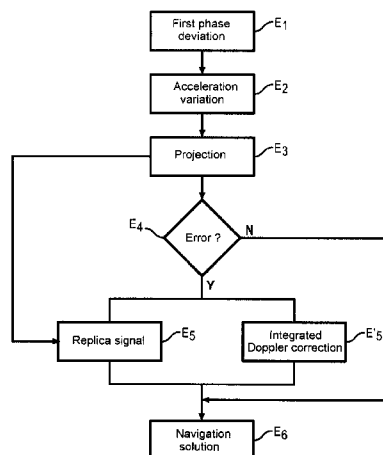 First phase
deviation
E1
Acceleration
variation
E2
Projection
E3
Error ?
E4
N
Y
Replica signal
E5
Integrated
Doppler correction
E'5
Navigation
solution
E6